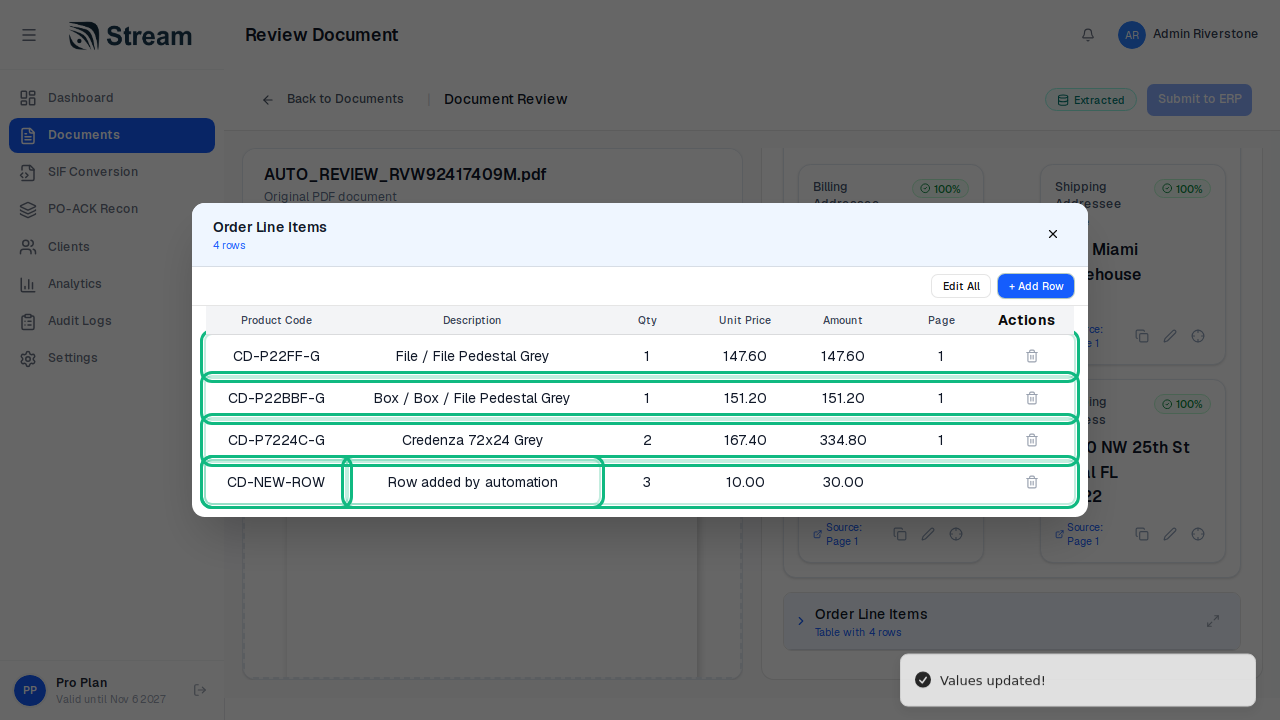 Stream
Review Document
AR
Admin Riverstone
Dashboard
Documents
SIF Conversion
PO-ACK Recon
Clients
Analytics
Audit Logs
Settings
PP
Pro Plan
Valid until Nov 6 2027
Back to Documents
Document Review
Extracted
Submit to ERP
AUTO_REVIEW_RVW92417409M.pdf
Original PDF document
Billing
Addressee
100%
Shipping
Addressee
100%
Order Line Items
4 rows
Edit All
+ Add Row
Product Code Description Qty Unit Price Amount Page Actions
CD-P22FF-G File / File Pedestal Grey 1 147.60 147.60 1
CD-P22BBF-G Box / Box / File Pedestal Grey 1 151.20 151.20 1
CD-P7224C-G Credenza 72x24 Grey 2 167.40 334.80 1
CD-NEW-ROW Row added by automation 3 10.00 30.00
Miami
100%
NW 25th St
FL
Source:
Page 1
Source:
Page 1
Order Line Items
Table with 4 rows
Values updated!